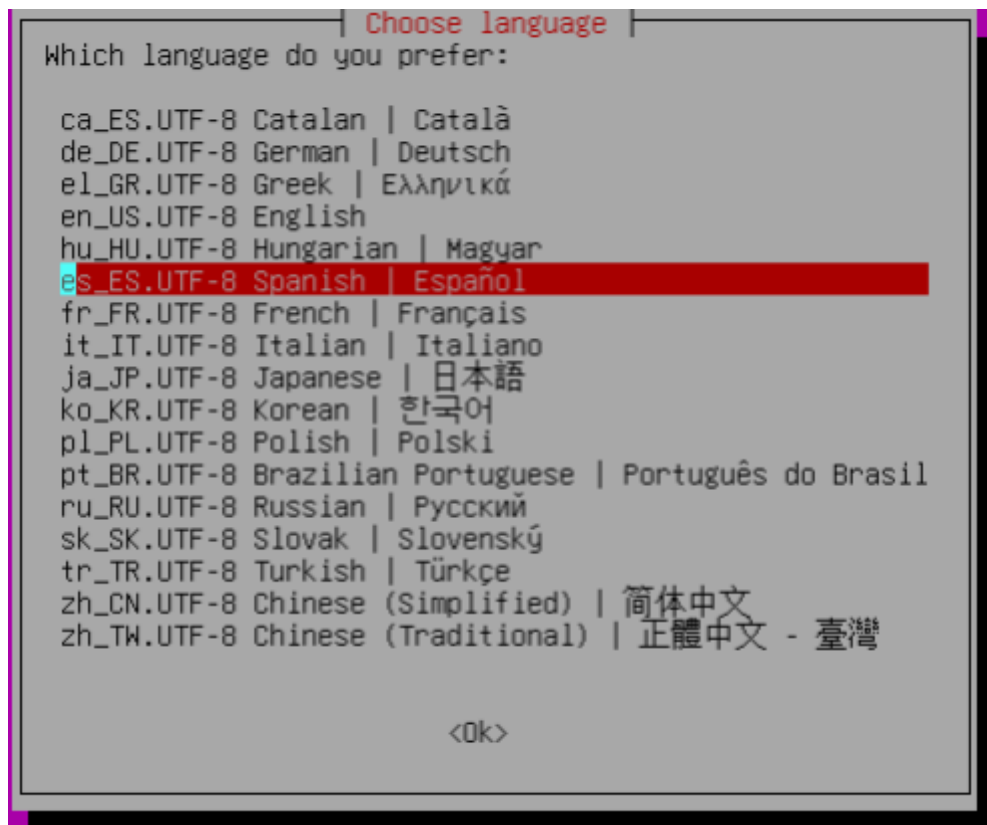 Choose language
Which language do you prefer:
ca_ES.UTF-8 Catalan | Català
de_DE.UTF-8 German | Deutsch
el_GR.UTF-8 Greek | Ελληνικά
en_US.UTF-8 English
hu_HU.UTF-8 Hungarian | Magyar
es_ES.UTF-8 Spanish | Español
fr_FR.UTF-8 French | Français
it_IT.UTF-8 Italian | Italiano
ja_JP.UTF-8 Japanese | 日本語
ko_KR.UTF-8 Korean | 한국어
pl_PL.UTF-8 Polish | Polski
pt_BR.UTF-8 Brazilian Portuguese | Português do Brasil
ru_RU.UTF-8 Russian | Русский
sk_SK.UTF-8 Slovak | Slovenský
tr_TR.UTF-8 Turkish | Türkçe
zh_CN.UTF-8 Chinese (Simplified) | 简体中文
zh_TW.UTF-8 Chinese (Traditional) | 正體中文 - 臺灣
<Ok>